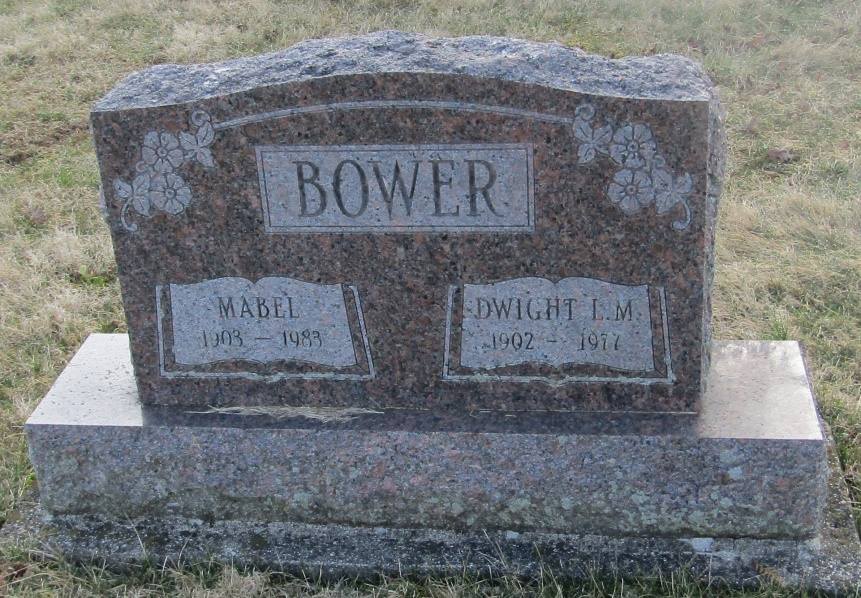 BOWER
MABEL
1903 – 1983
DWIGHT L. M.
1902 – 1977